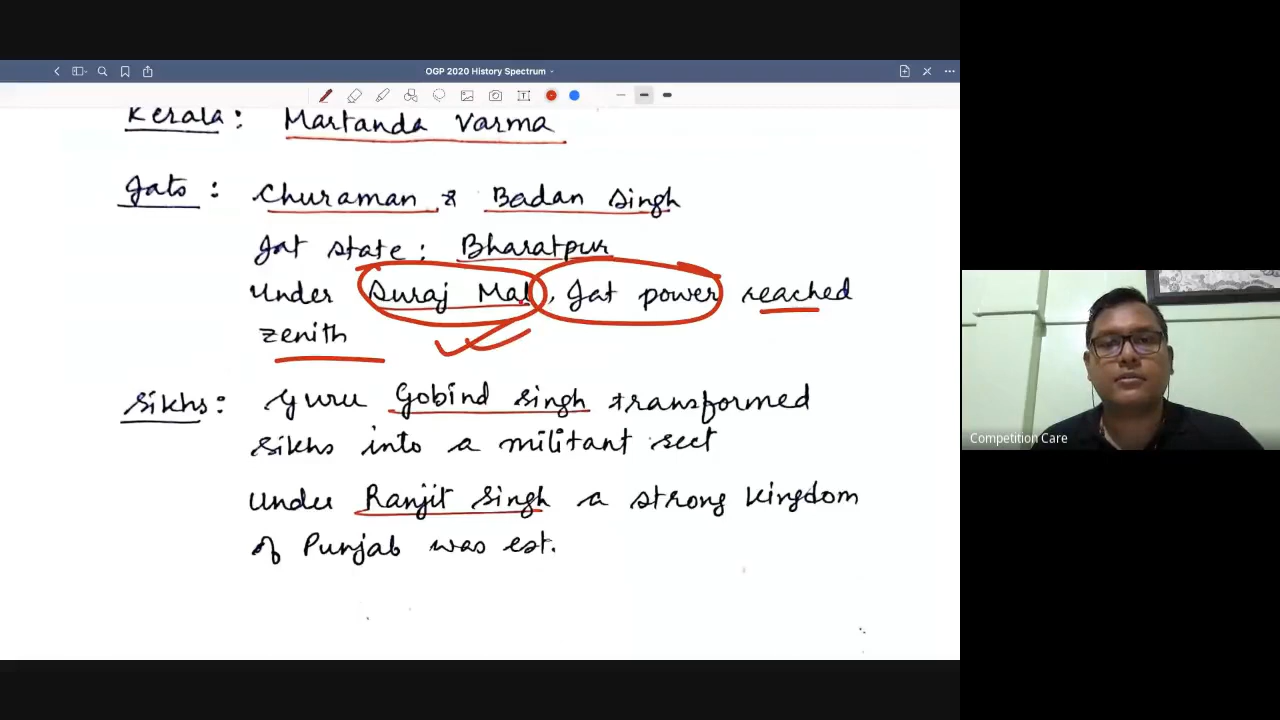 OGP 2020 History Spectrum
Kerala: Martanda Varma
Jats: Churaman & Badan Singh
Jat state: Bharatpur
Under Suraj Mal, Jat power reached
zenith
Sikhs: Guru Gobind Singh transformed
Sikhs into a militant sect
Under Ranjit Singh a strong kingdom
of Punjab was est.
Competition Care